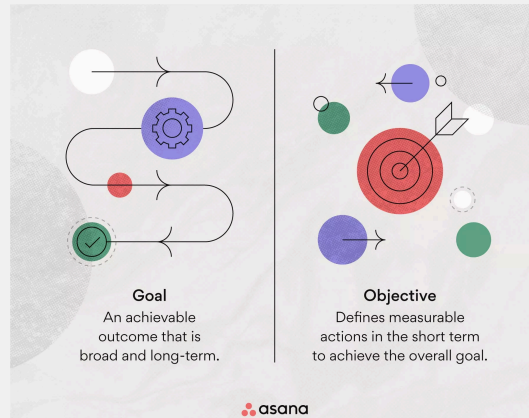 Goal
An achievable
outcome that is
broad and long-term.
Objective
Defines measurable
actions in the short term
to achieve the overall goal.
asana